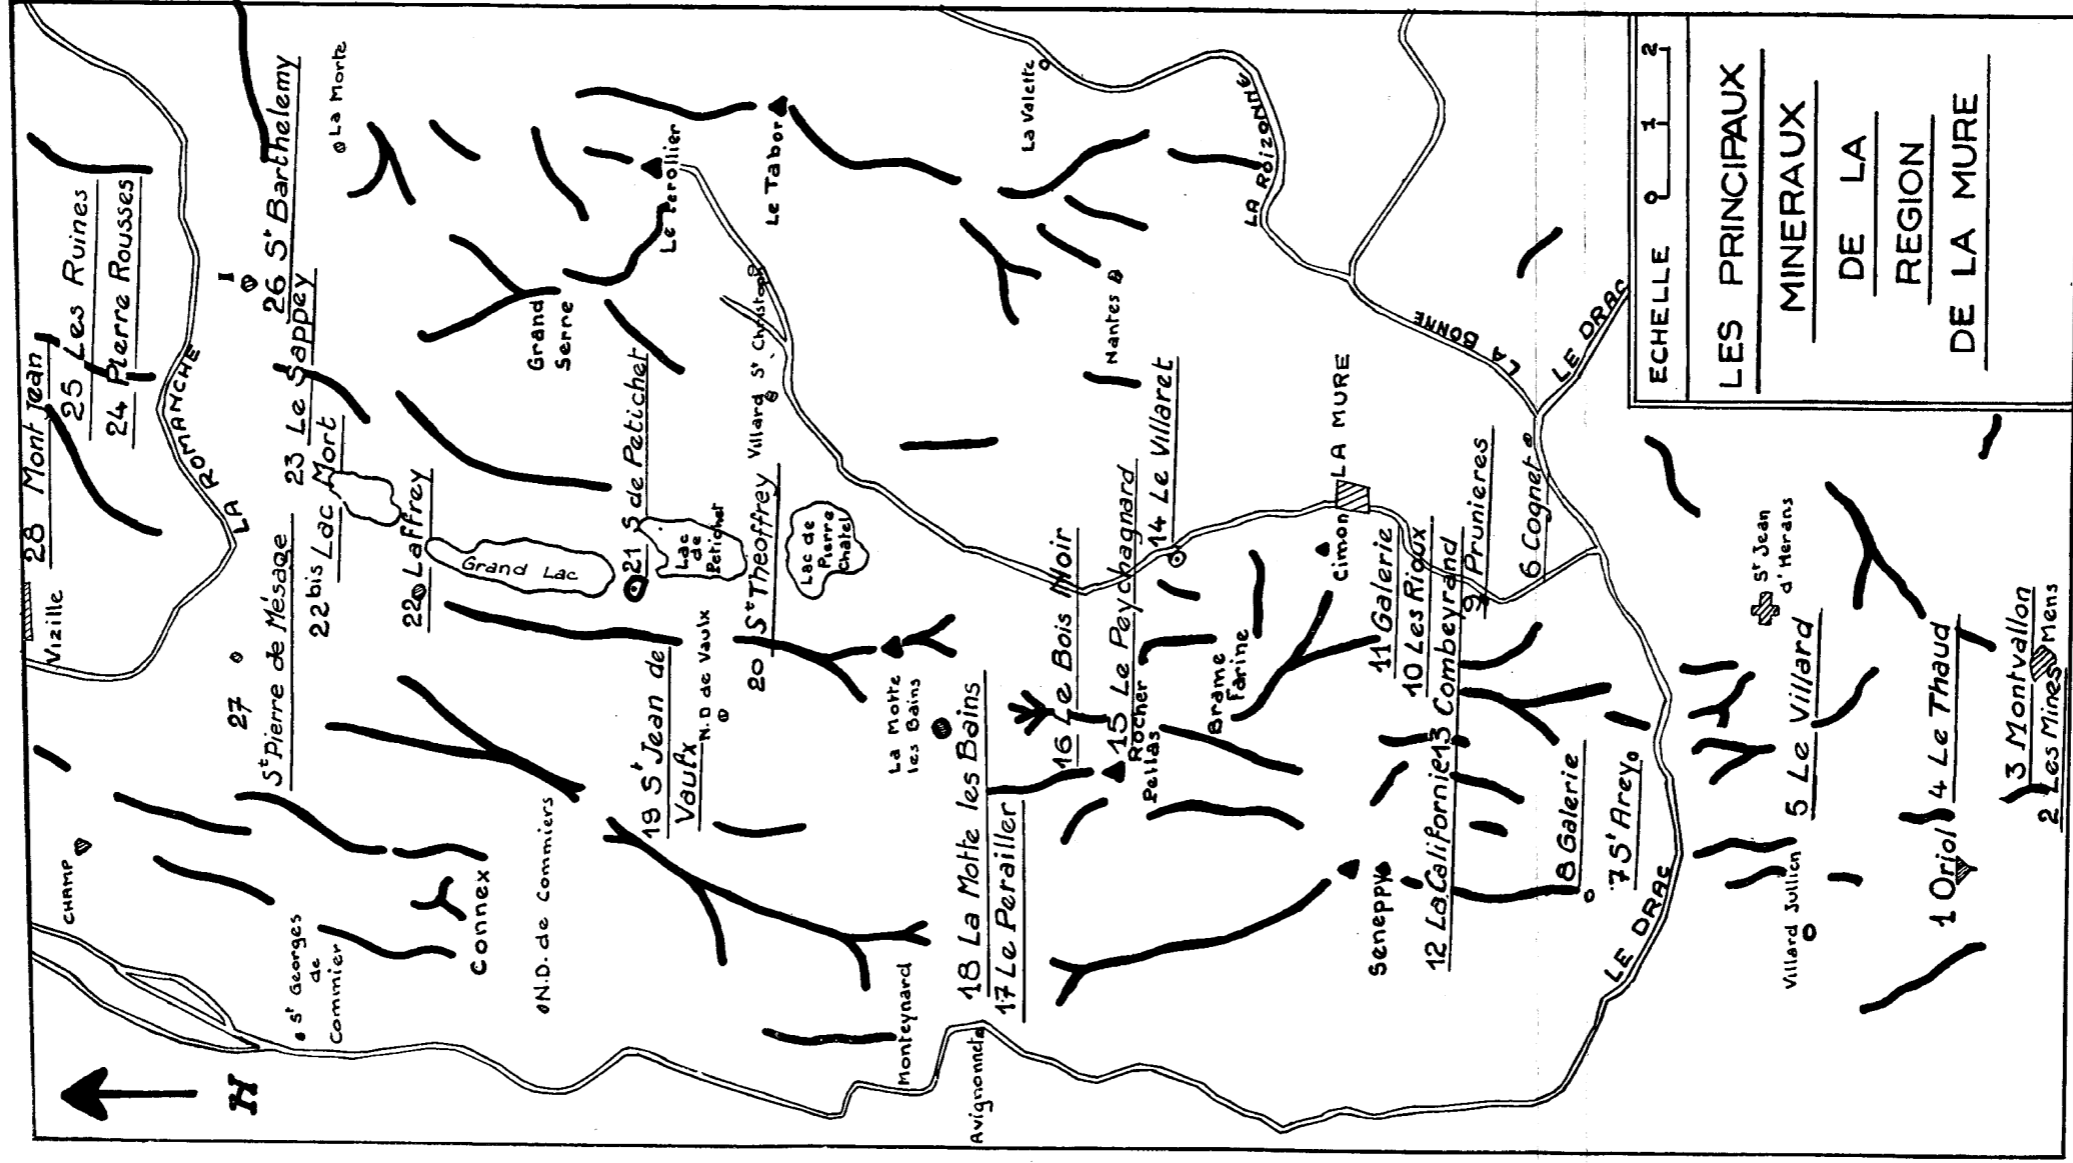 28 Mont Jean
25 Les Ruines
24 Pierre Rousses
LA ROMANCHE
Vizille
I
26 St Barthelemy
23 Le Sappey
La Morte
27
St Pierre de Mésage
22 bis Lac Mort
22 Laffrey
Grand Lac
CHAMP
St Georges
de
Commier
Connex
O N.D. de Commiers
Grand
Serre
21 S de Petichet
Lac
de
Petichet
Le Perollier
Le Tabor
Villard St Christophe
20 St Theoffrey
Lac de
Pierre
Chatel
19 St Jean de
Vaulx
N.D de Vaulx
La Motte
les Bains
Monteynard
18 La Motte les Bains
17 Le Perailler
Avignonnet
La Valette
Nantes
16 Le Bois Noir
15 Le Peychagnard
14 Le Villaret
Rocher
Pellas
Brame
Farine
Cimon
LA MURE
LA ROIZONNE
LA BONNE
LE DRAC
11 Galerie
10 Les Rioux
9 Prunieres
6 Cognet
Seneppy
12 La Californie
13 Combeyrand
8 Galerie
7 St Arey
LE DRAC
St Jean
d'Herans
Villard Jullien
5 Le Villard
4 Le Thaud
1 Oriol
3 Montvallon
2 Les Mines
Mens
N
ECHELLE 0 1 2
LES PRINCIPAUX
MINERAUX
DE LA
REGION
DE LA MURE